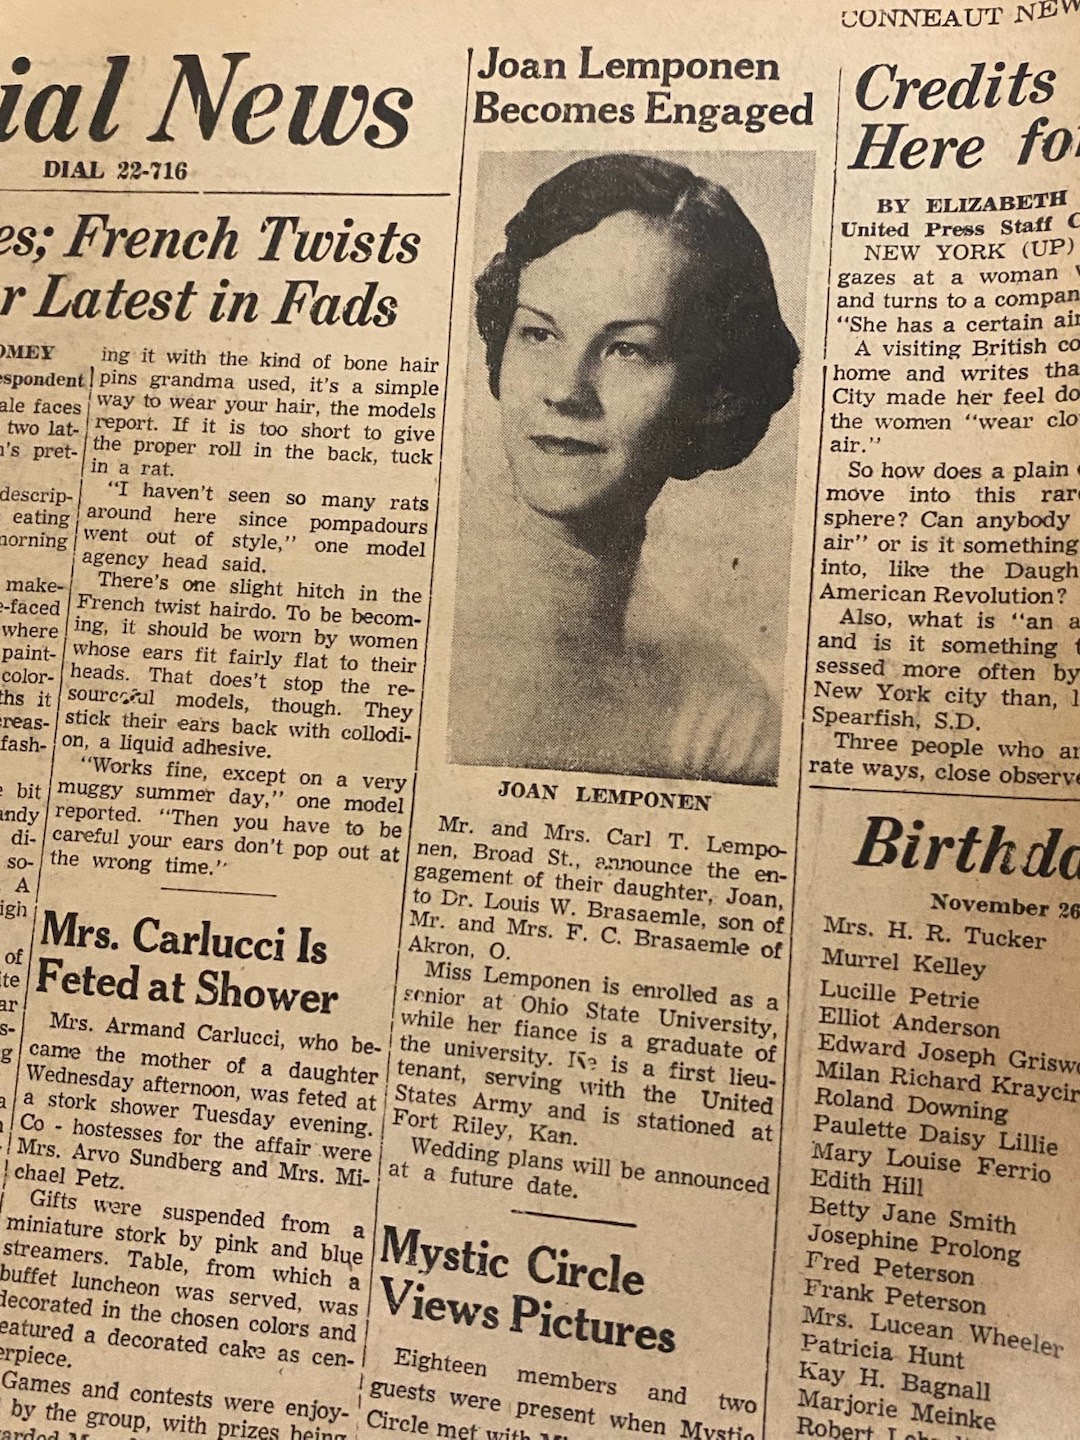 CONNEAUT NEW
ial News
DIAL 22-716
es; French Twists
r Latest in Fads
OMEY
espondent
ale faces
two lat-
n's pret-
descrip-
eating
morning
make-
e-faced
where
paint-
color-
ths it
reas-
fash-
bit
andy
di-
so-
A
igh
of
ite
ar
s-
g
ing it with the kind of bone hair
pins grandma used, it's a simple
way to wear your hair, the models
report. If it is too short to give
the proper roll in the back, tuck
in a rat.
"I haven't seen so many rats
around here since pompadours
went out of style," one model
agency head said.
There's one slight hitch in the
French twist hairdo. To be becom-
ing, it should be worn by women
whose ears fit fairly flat to their
heads. That does't stop the re-
sourceful models, though. They
stick their ears back with collodi-
on, a liquid adhesive.
"Works fine, except on a very
muggy summer day," one model
reported. "Then you have to be
careful your ears don't pop out at
the wrong time."
Mrs. Carlucci Is
Feted at Shower
Mrs. Armand Carlucci, who be-
came the mother of a daughter
Wednesday afternoon, was feted at
a stork shower Tuesday evening.
Co - hostesses for the affair were
Mrs. Arvo Sundberg and Mrs. Mi-
chael Petz.
Gifts were suspended from a
miniature stork by pink and blue
streamers. Table, from which a
buffet luncheon was served, was
decorated in the chosen colors and
eatured a decorated cake as cen-
erpiece.
Games and contests were enjoy-
by the group, with prizes being
Joan Lemponen
Becomes Engaged
JOAN LEMPONEN
Mr. and Mrs. Carl T. Lempo-
nen, Broad St., announce the en-
gagement of their daughter, Joan,
to Dr. Louis W. Brasaemle, son of
Mr. and Mrs. F. C. Brasaemle of
Akron, O.
Miss Lemponen is enrolled as a
senior at Ohio State University,
while her fiance is a graduate of
the university. He is a first lieu-
tenant, serving with the United
States Army and is stationed at
Fort Riley, Kan.
Wedding plans will be announced
at a future date.
Mystic Circle
Views Pictures
Eighteen members and two
guests were present when Mystic
Circle met with
Credits
Here fo
BY ELIZABETH
United Press Staff C
NEW YORK (UP)
gazes at a woman
and turns to a compan
"She has a certain air
A visiting British co
home and writes tha
City made her feel do
the women "wear clo
air."
So how does a plain
move into this rar
sphere? Can anybody
air" or is it something
into, like the Daugh
American Revolution?
Also, what is "an a
and is it something t
sessed more often by
New York city than, l
Spearfish, S.D.
Three people who ar
rate ways, close observe
Birthda
November 26
Mrs. H. R. Tucker
Murrel Kelley
Lucille Petrie
Elliot Anderson
Edward Joseph Griswo
Milan Richard Kraycir
Roland Downing
Paulette Daisy Lillie
Mary Louise Ferrio
Edith Hill
Betty Jane Smith
Josephine Prolong
Fred Peterson
Frank Peterson
Mrs. Lucean Wheeler
Patricia Hunt
Kay H. Bagnall
Marjorie Meinke
Robert